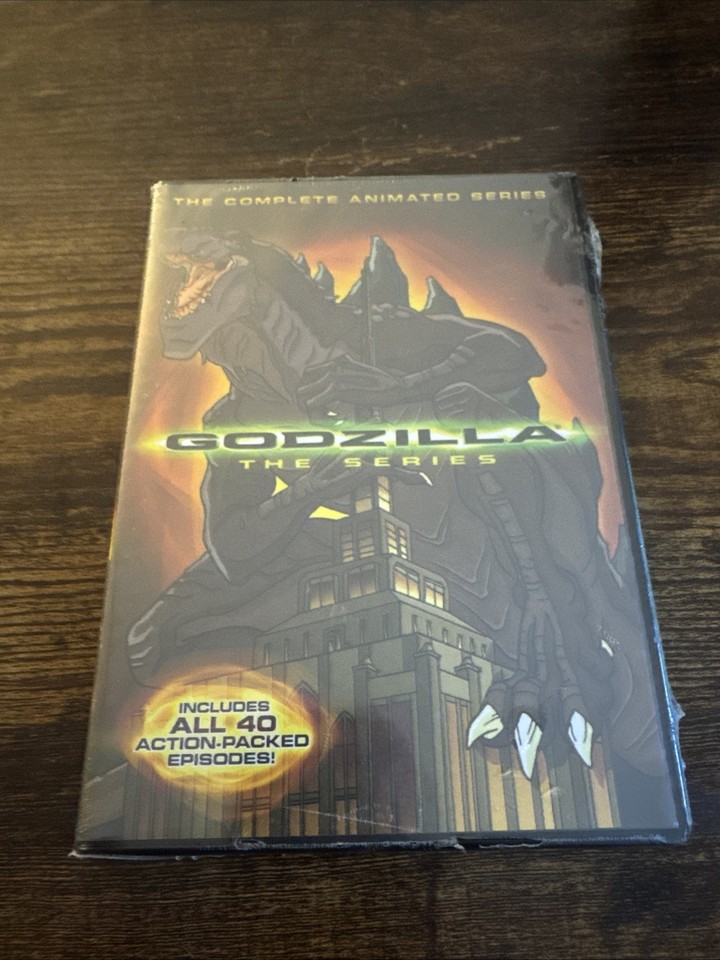 THE COMPLETE ANIMATED SERIES
GODZILLA
THE SERIES
INCLUDES
ALL 40
ACTION-PACKED
EPISODES!